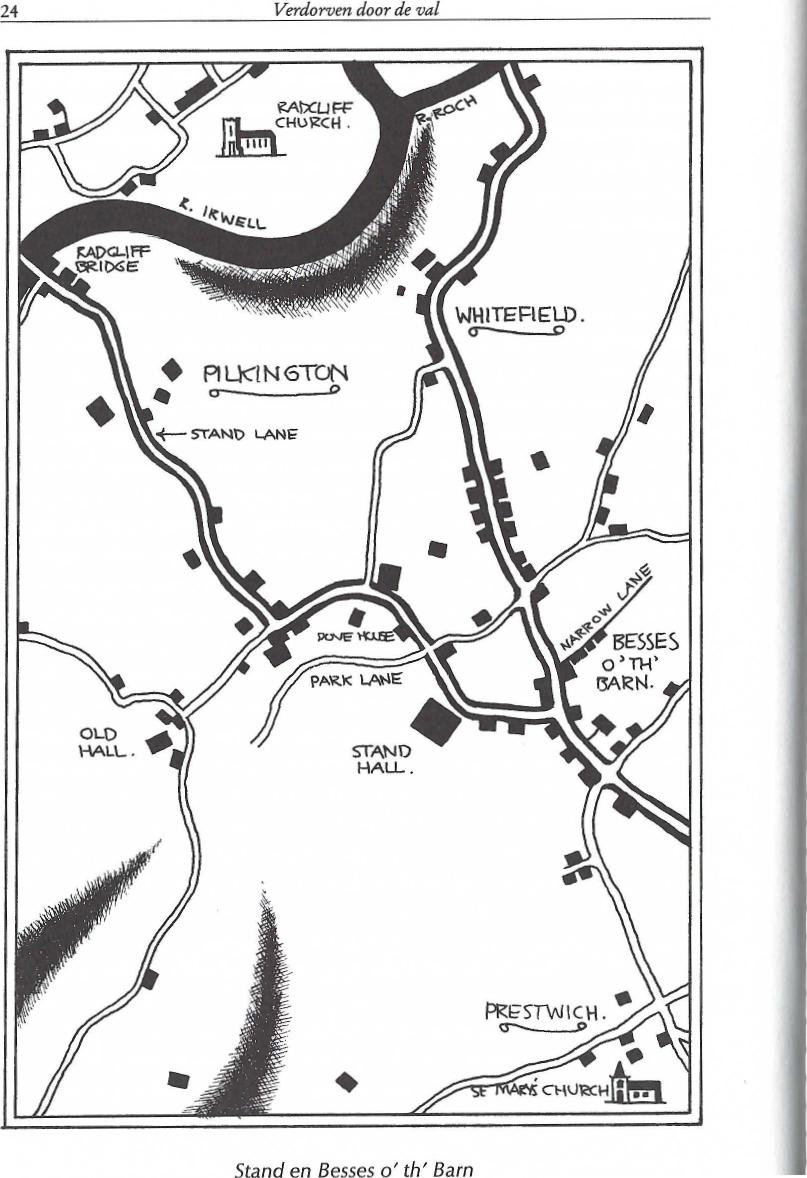 24
Verdorven door de val
RADCLIFF
CHURCH.
R. ROCH
R. IRWELL
RADCLIFF
BRIDGE
WHITEFIELD.
PILKINGTON
STAND LANE
NARROW LANE
DOVE HOUSE
BESSES
O' TH'
BARN.
PARK LANE
OLD
HALL.
STAND
HALL.
PRESTWICH.
ST MARYS' CHURCH
Stand en Besses o' th' Barn